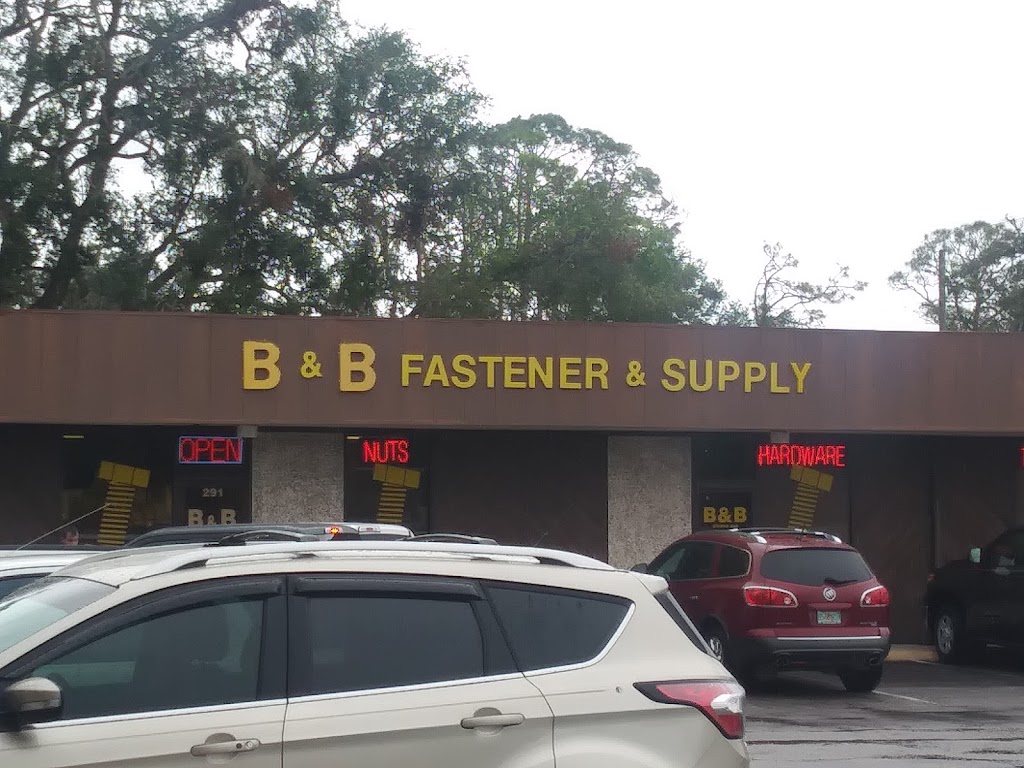 B & B FASTENER & SUPPLY
OPEN
NUTS
HARDWARE
291
B & B
B&B